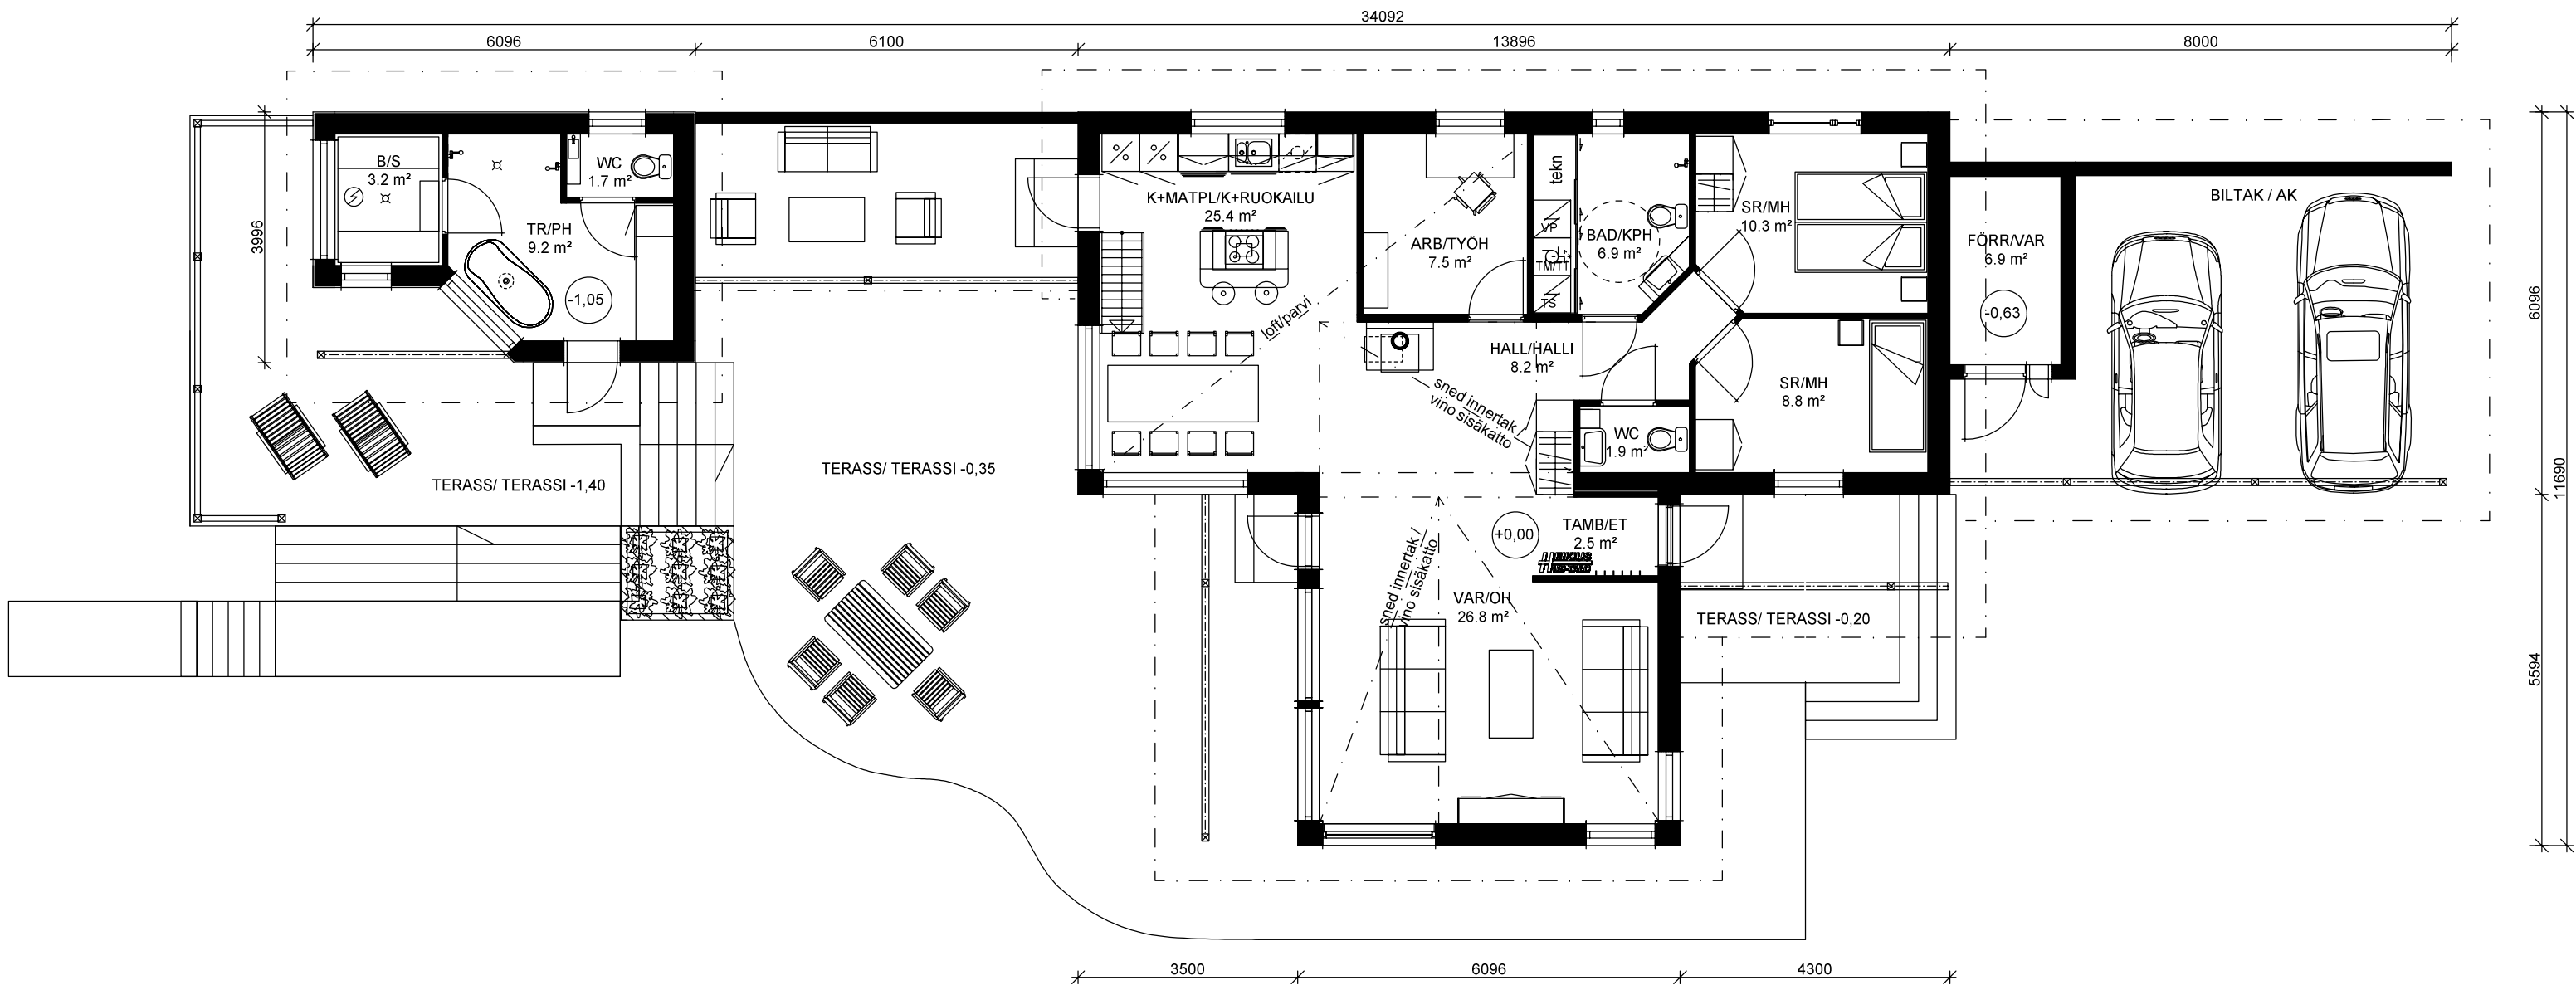 34092
6096
6100
13896
8000
B/S
3.2 m²
WC
1.7 m²
TR/PH
9.2 m²
-1,05
3996
K+MATPL/K+RUOKAILU
25.4 m²
ARB/TYÖH
7.5 m²
tekn
VP
TM/TT
TS
BAD/KPH
6.9 m²
SR/MH
10.3 m²
FÖRR/VAR
6.9 m²
-0,63
BILTAK / AK
loft/parvi
HALL/HALLI
8.2 m²
sned innertak
vino sisäkatto
SR/MH
8.8 m²
WC
1.9 m²
6096
11690
5594
TERASS/ TERASSI -1,40
TERASS/ TERASSI -0,35
+0,00
TAMB/ET
2.5 m²
sned innertak /
vino sisäkatto
VAR/OH
26.8 m²
TERASS/ TERASSI -0,20
3500
6096
4300